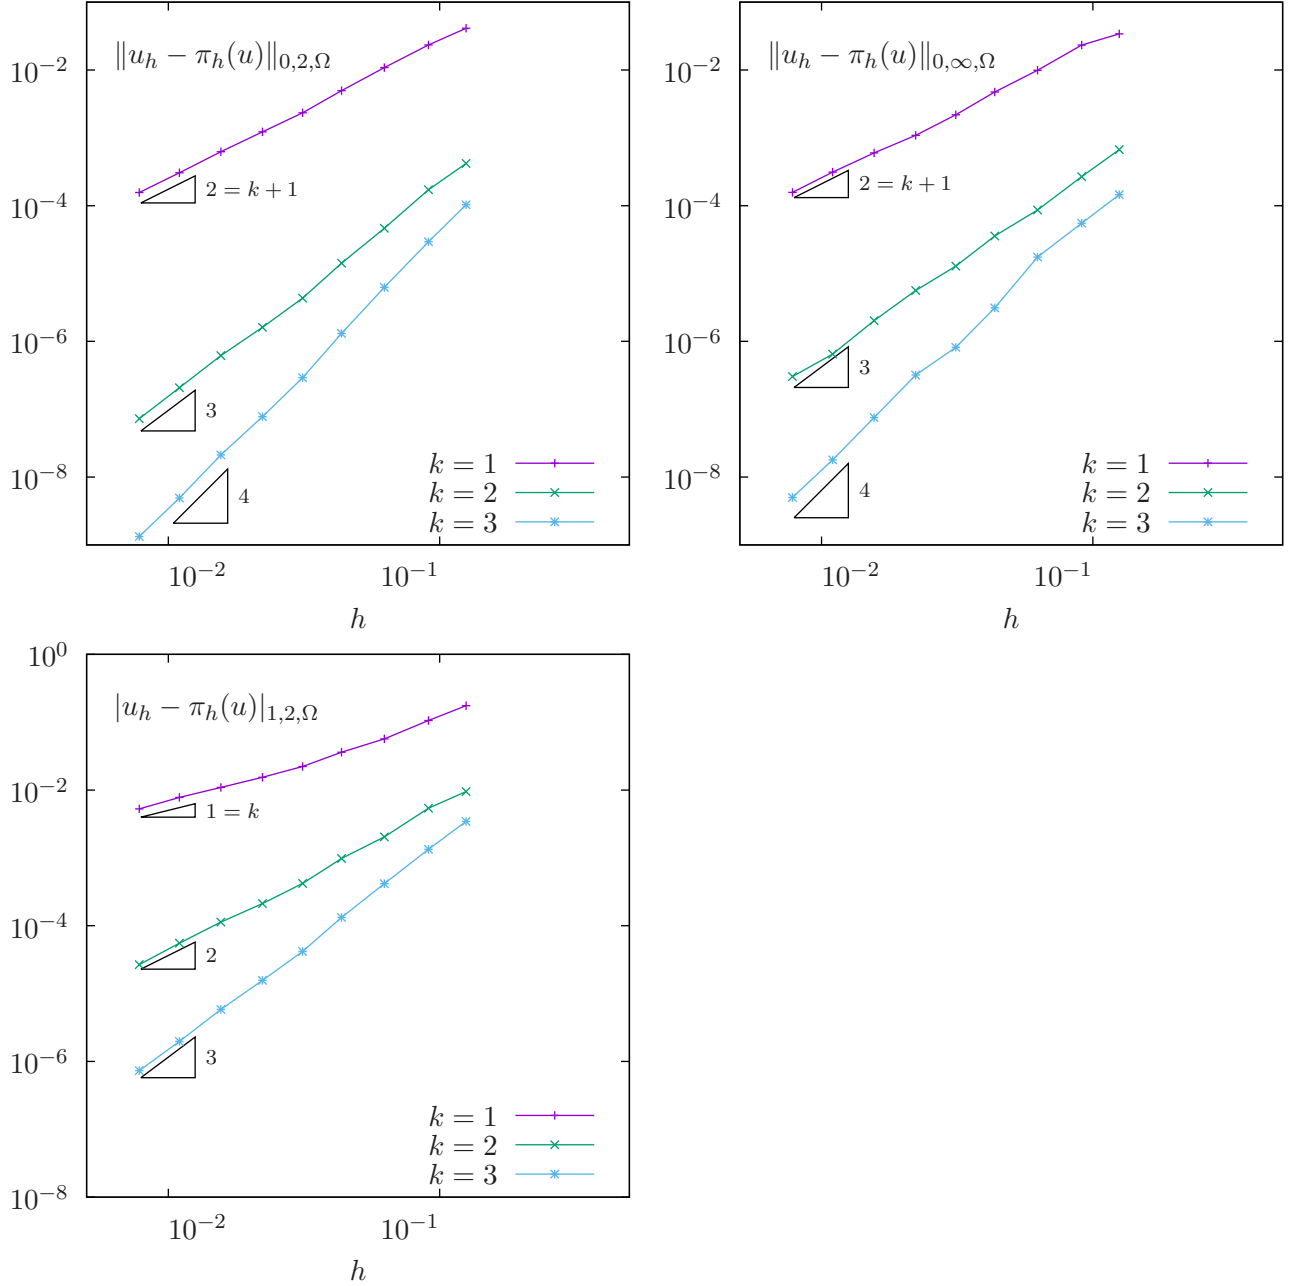 ‖u_h − π_h(u)‖_{0,2,Ω}
10^{−2}
10^{−4}
10^{−6}
10^{−8}
2 = k + 1
3
4
k = 1
k = 2
k = 3
10^{−2}
10^{−1}
h
‖u_h − π_h(u)‖_{0,∞,Ω}
10^{−2}
10^{−4}
10^{−6}
10^{−8}
2 = k + 1
3
4
k = 1
k = 2
k = 3
10^{−2}
10^{−1}
h
10^{0}
|u_h − π_h(u)|_{1,2,Ω}
10^{−2}
10^{−4}
10^{−6}
10^{−8}
1 = k
2
3
k = 1
k = 2
k = 3
10^{−2}
10^{−1}
h